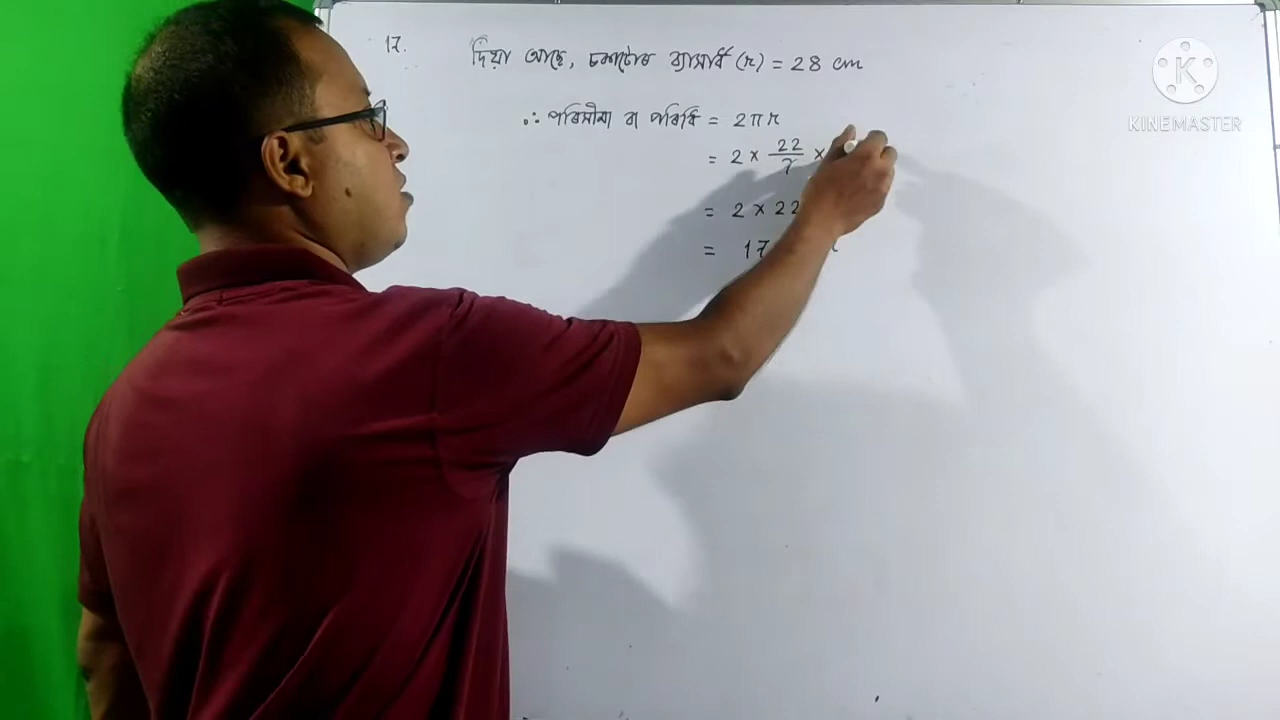 17. দিয়া আছে, চকাটোৰ ব্যাসাৰ্ধ (r) = 28 cm
∴ পৰিসীমা বা পৰিধি = 2πr
= 2 × 22/7 ×
= 2 × 22
= 17
KINEMASTER